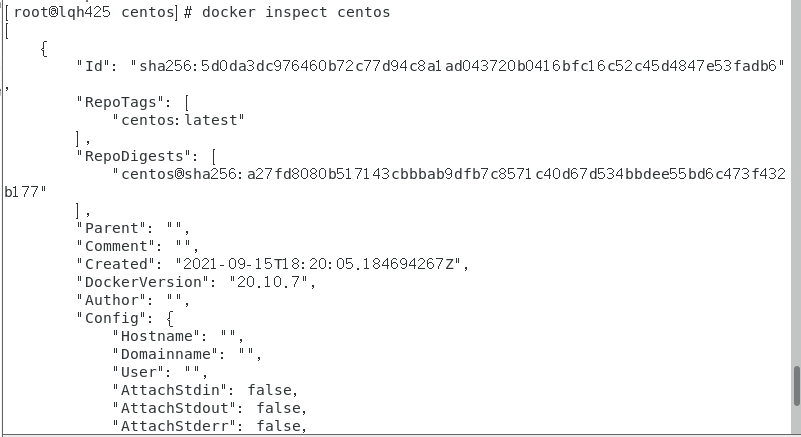 [root@lqh425 centos]# docker inspect centos
[
    {
        "Id": "sha256:5d0da3dc976460b72c77d94c8a1ad043720b0416bfc16c52c45d4847e53fadb6"
,
        "RepoTags": [
            "centos:latest"
        ],
        "RepoDigests": [
            "centos@sha256:a27fd8080b517143cbbbab9dfb7c8571c40d67d534bbdee55bd6c473f432
b177"
        ],
        "Parent": "",
        "Comment": "",
        "Created": "2021-09-15T18:20:05.184694267Z",
        "DockerVersion": "20.10.7",
        "Author": "",
        "Config": {
            "Hostname": "",
            "Domainname": "",
            "User": "",
            "AttachStdin": false,
            "AttachStdout": false,
            "AttachStderr": false,